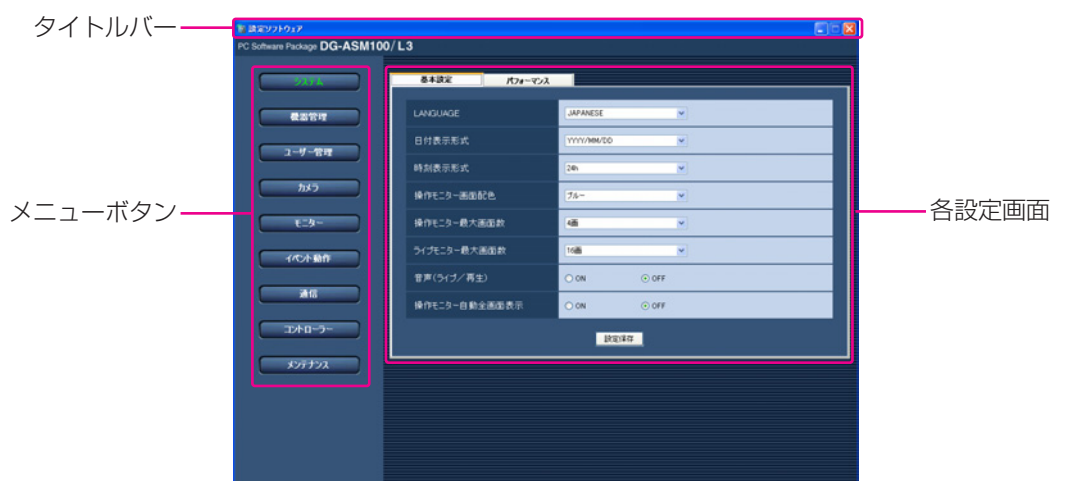 タイトルバー
設定ソフトウェア
PC Software Package DG-ASM100/L3
メニューボタン
システム
機器管理
ユーザー管理
カメラ
モニター
イベント動作
通信
コントローラー
メンテナンス
各設定画面
基本設定 パフォーマンス
LANGUAGE JAPANESE
日付表示形式 YYYY/MM/DD
時刻表示形式 24h
操作モニター画面配色 ブルー
操作モニター最大画面数 4画
ライブモニター最大画面数 16画
音声(ライブ/再生) ON OFF
操作モニター自動全画面表示 ON OFF
設定保存